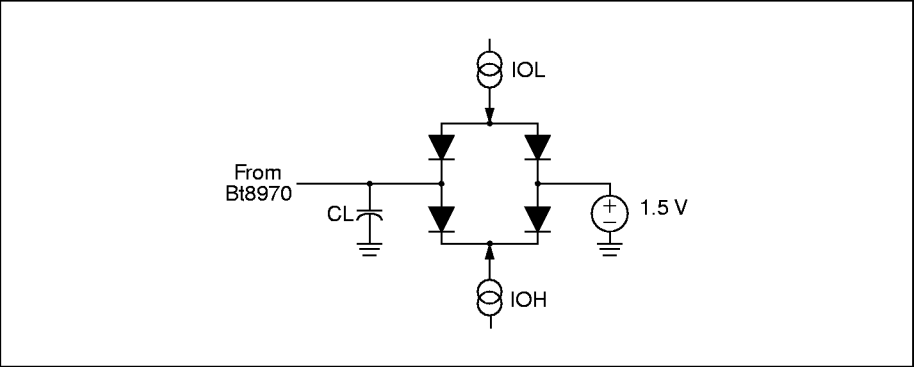 IOL
From
Bt8970
CL
+
−
1.5 V
IOH